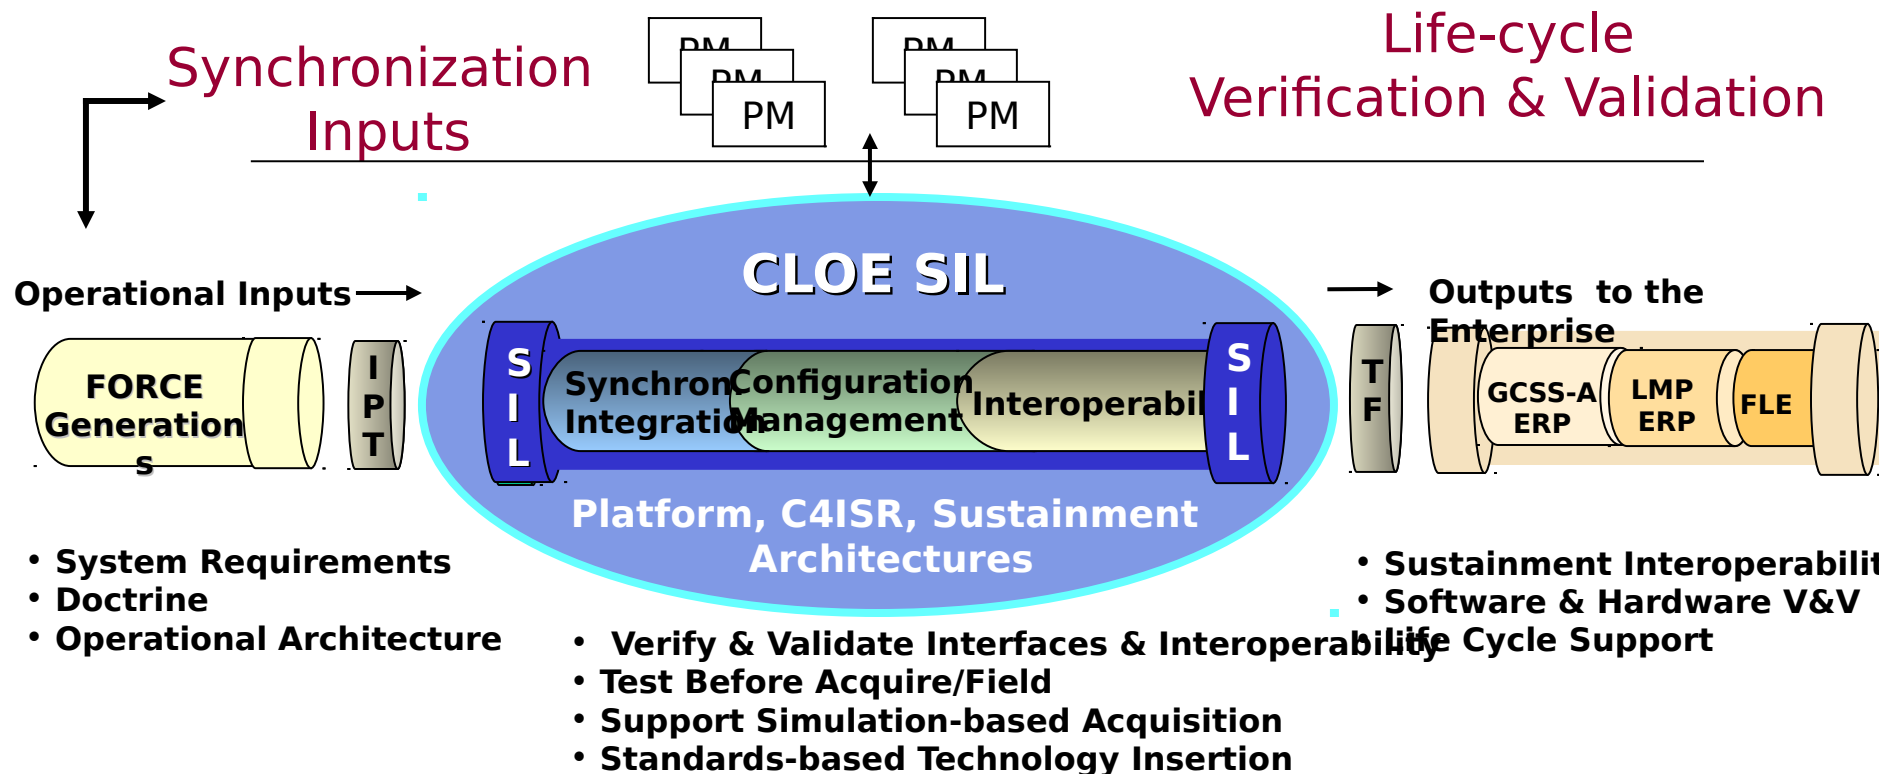 Synchronization
Inputs
PM
PM
PM
PM
PM
PM
Life-cycle
Verification & Validation
CLOE SIL
Operational Inputs
Outputs to the
Enterprise
FORCE
Generation
s
I
P
T
S
I
L
Synchron
Integration
Configuration
Management
Interoperabil
S
I
L
T
F
GCSS-A
ERP
LMP
ERP
FLE
Platform, C4ISR, Sustainment
Architectures
• System Requirements
• Doctrine
• Operational Architecture
• Verify & Validate Interfaces & Interoperability
• Test Before Acquire/Field
• Support Simulation-based Acquisition
• Standards-based Technology Insertion
• Sustainment Interoperabilit
• Software & Hardware V&V
• Life Cycle Support